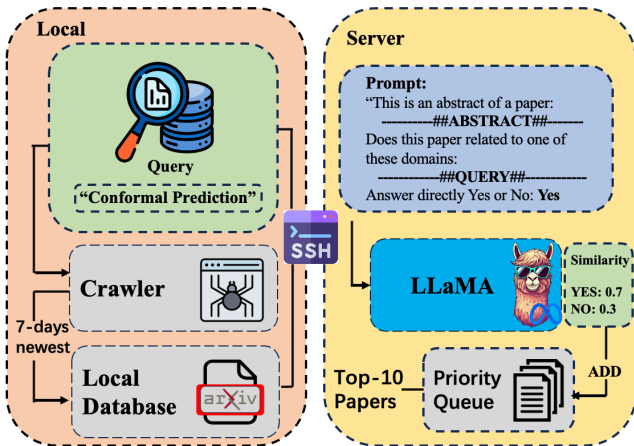 Local
Query
“Conformal Prediction”
Crawler
7-days
newest
Local
Database
arXiv
SSH
Server
Prompt:
“This is an abstract of a paper:
-----------##ABSTRACT##-------
Does this paper related to one of
these domains:
------------##QUERY##-------------
Answer directly Yes or No: Yes
LLaMA
Similarity
YES: 0.7
NO: 0.3
ADD
Priority
Queue
Top-10
Papers